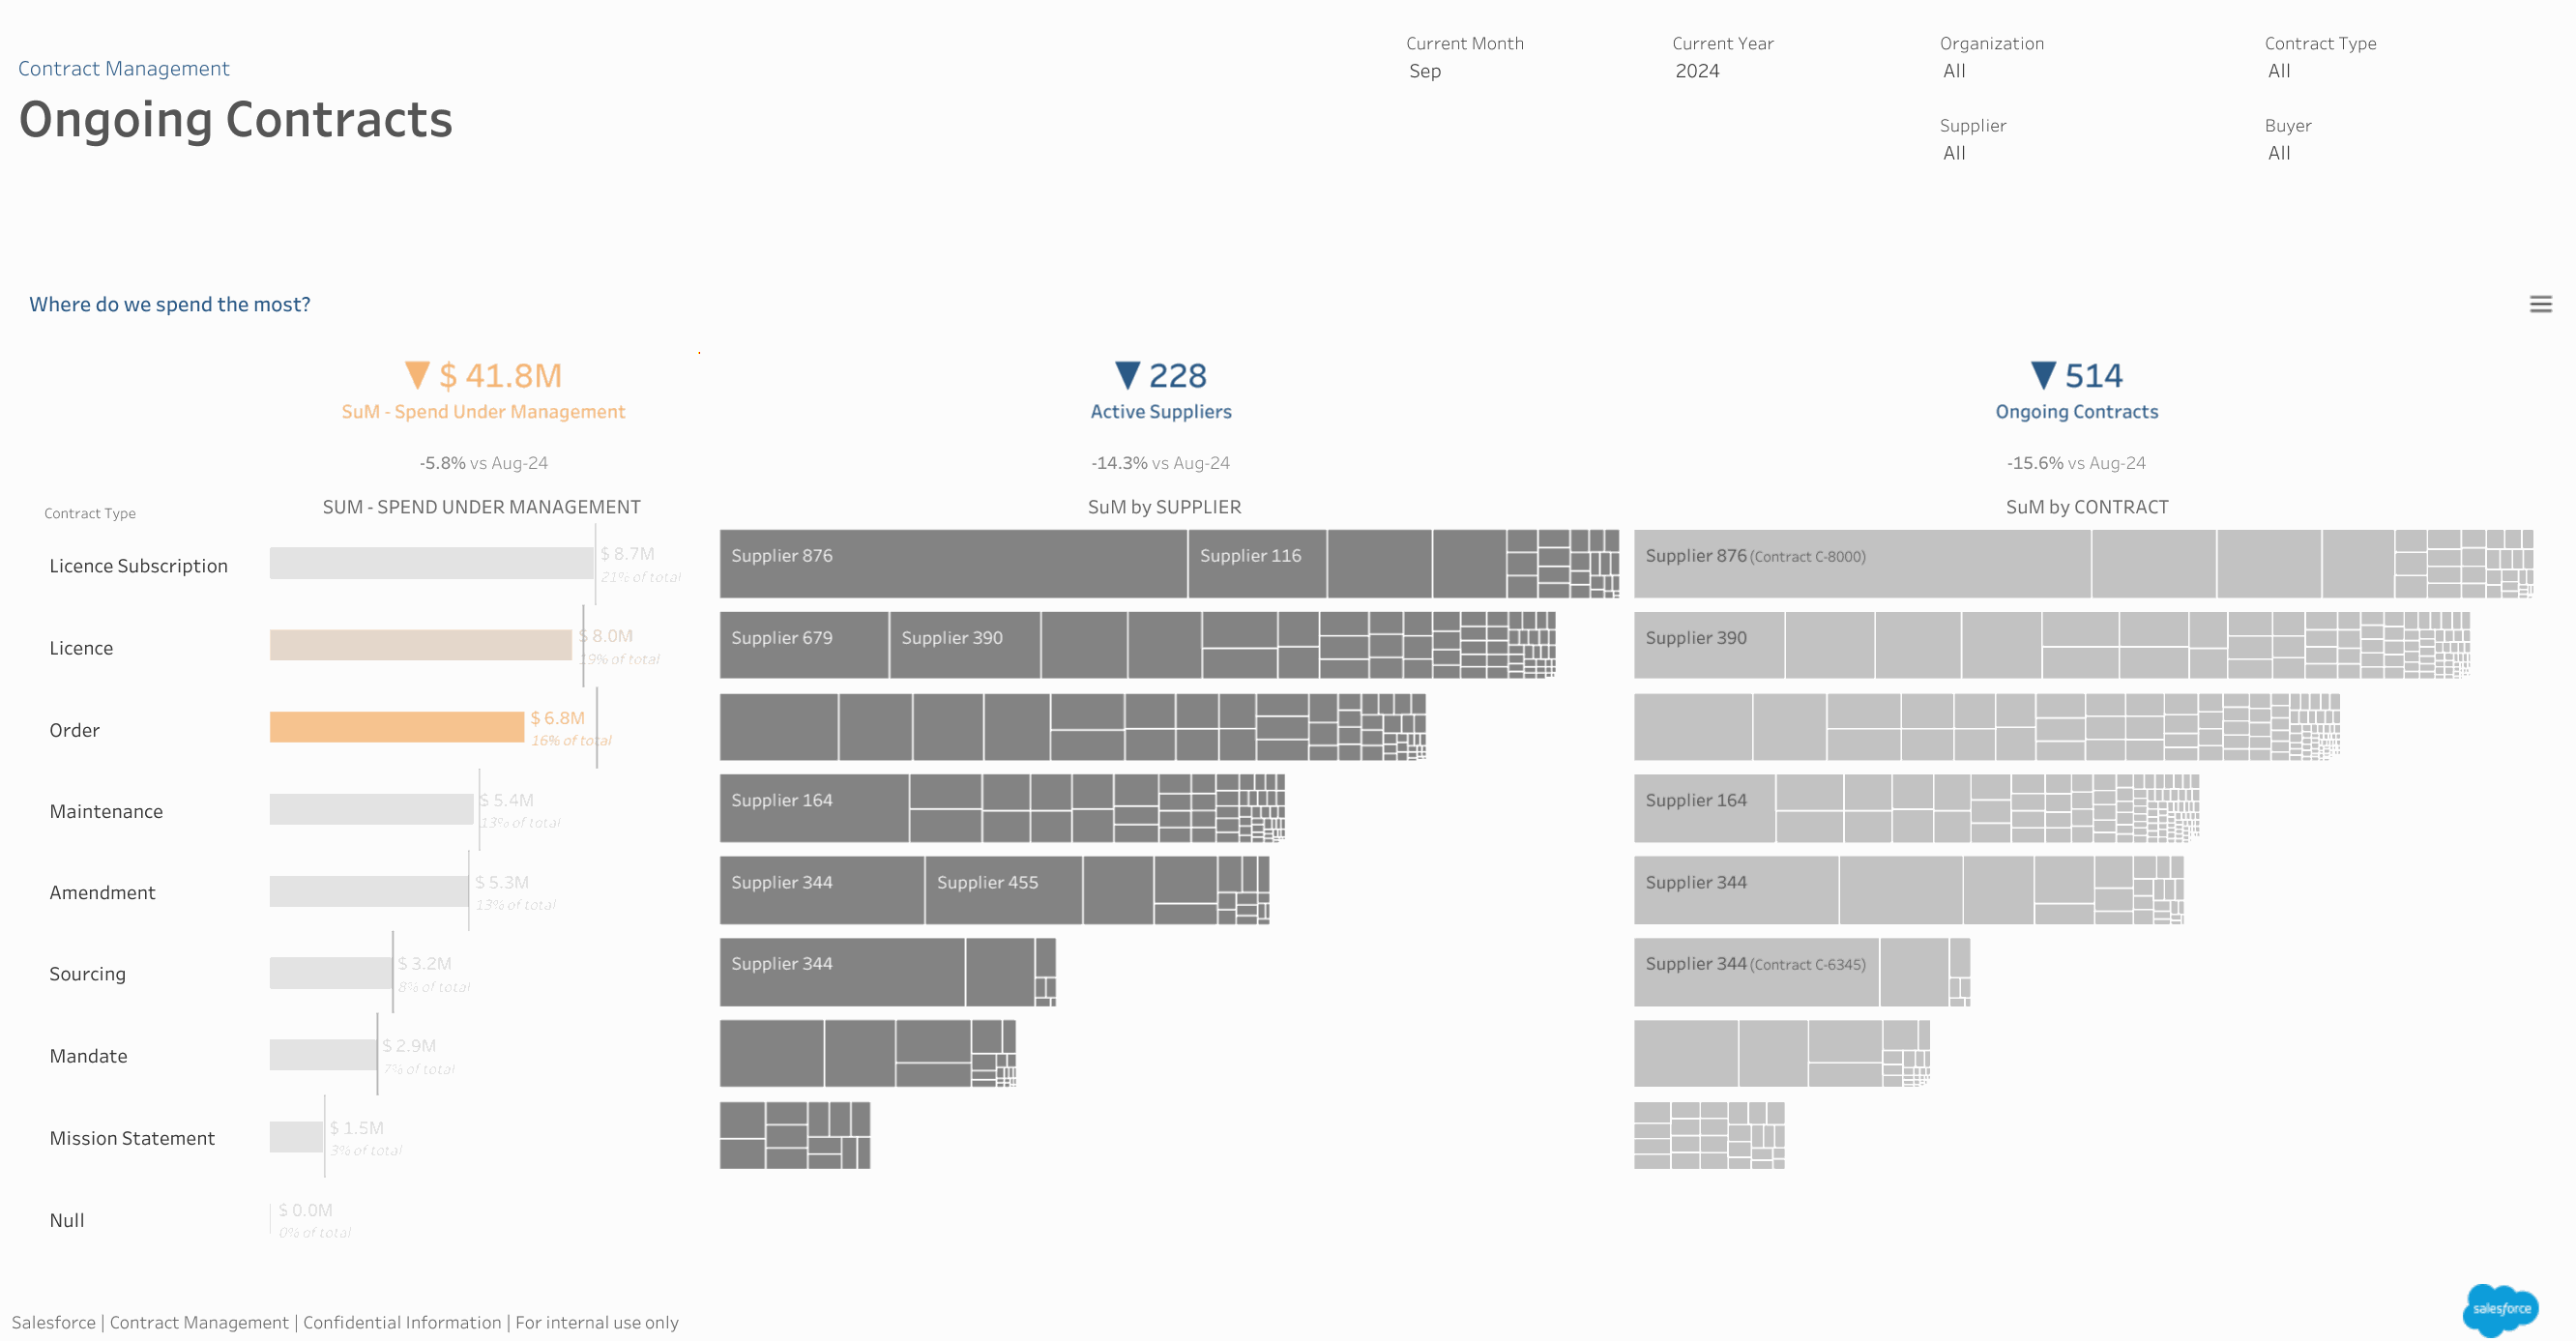 Contract Management
Ongoing Contracts
Current Month
Sep
Current Year
2024
Organization
All
Contract Type
All
Supplier
All
Buyer
All
Where do we spend the most?
▼ $ 41.8M
SuM - Spend Under Management
-5.8% vs Aug-24
▼ 228
Active Suppliers
-14.3% vs Aug-24
▼ 514
Ongoing Contracts
-15.6% vs Aug-24
Contract Type
SUM - SPEND UNDER MANAGEMENT
SuM by SUPPLIER
SuM by CONTRACT
Licence Subscription
$ 8.7M
21% of total
Supplier 876
Supplier 116
Supplier 876 (Contract C-8000)
Licence
$ 8.0M
19% of total
Supplier 679
Supplier 390
Supplier 390
Order
$ 6.8M
16% of total
Maintenance
$ 5.4M
13% of total
Supplier 164
Supplier 164
Amendment
$ 5.3M
13% of total
Supplier 344
Supplier 455
Supplier 344
Sourcing
$ 3.2M
8% of total
Supplier 344
Supplier 344 (Contract C-6345)
Mandate
$ 2.9M
7% of total
Mission Statement
$ 1.5M
3% of total
Null
$ 0.0M
0% of total
Salesforce | Contract Management | Confidential Information | For internal use only
salesforce